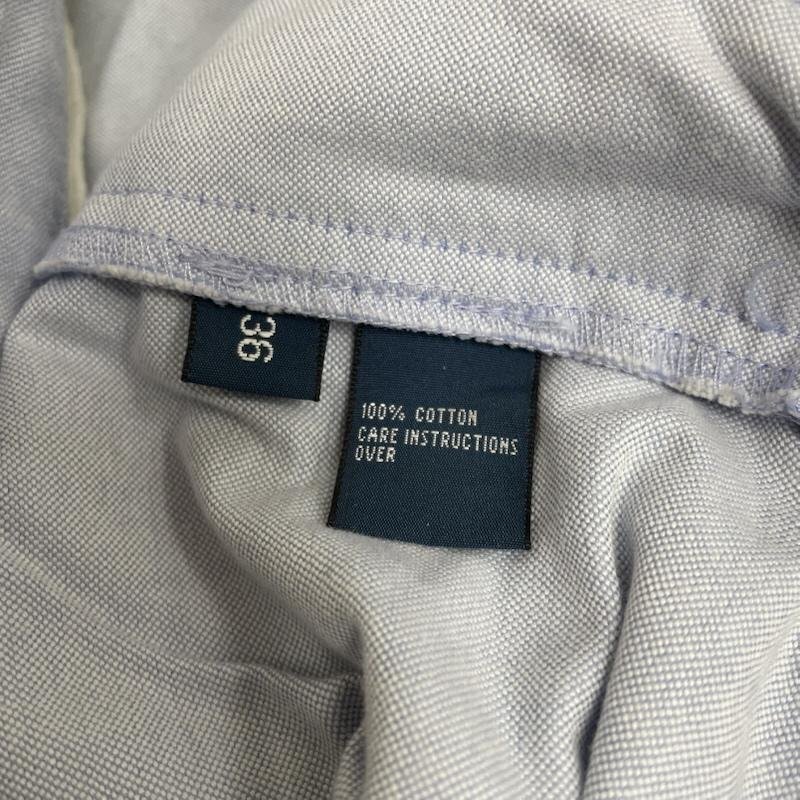 36
100% COTTON
CARE INSTRUCTIONS
OVER